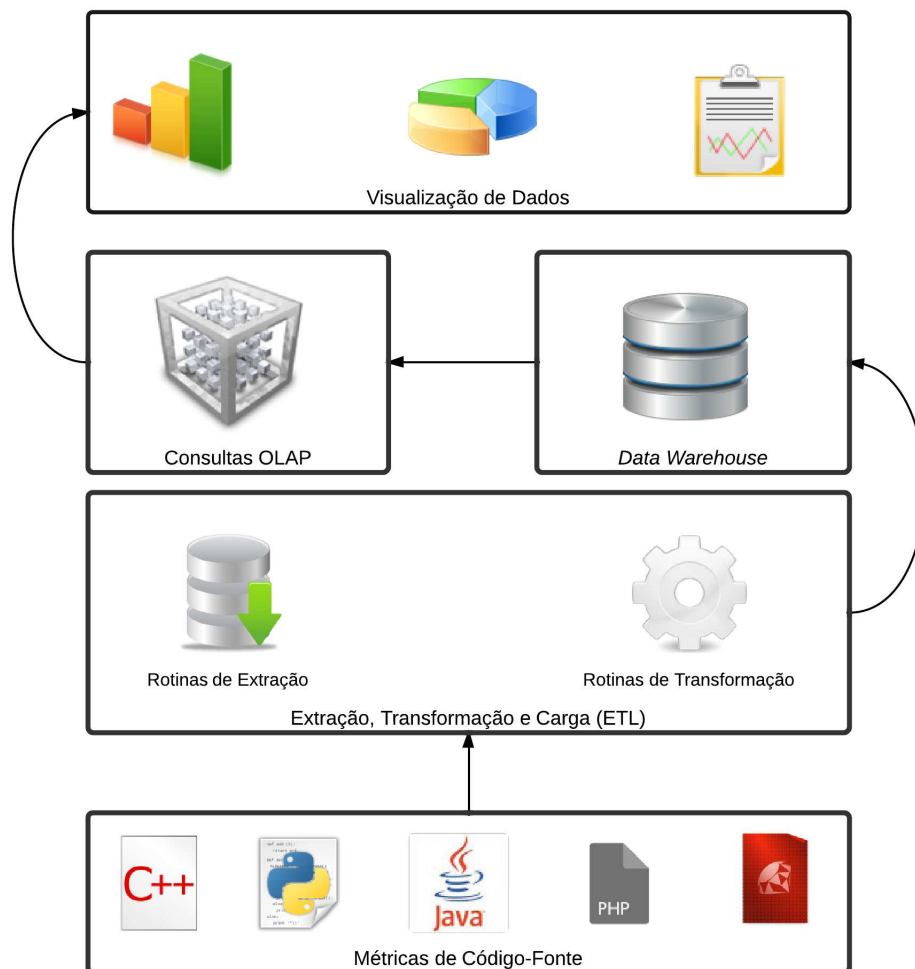 Visualização de Dados
Consultas OLAP
Data Warehouse
Rotinas de Extração
Rotinas de Transformação
Extração, Transformação e Carga (ETL)
C++
Java
PHP
Métricas de Código-Fonte